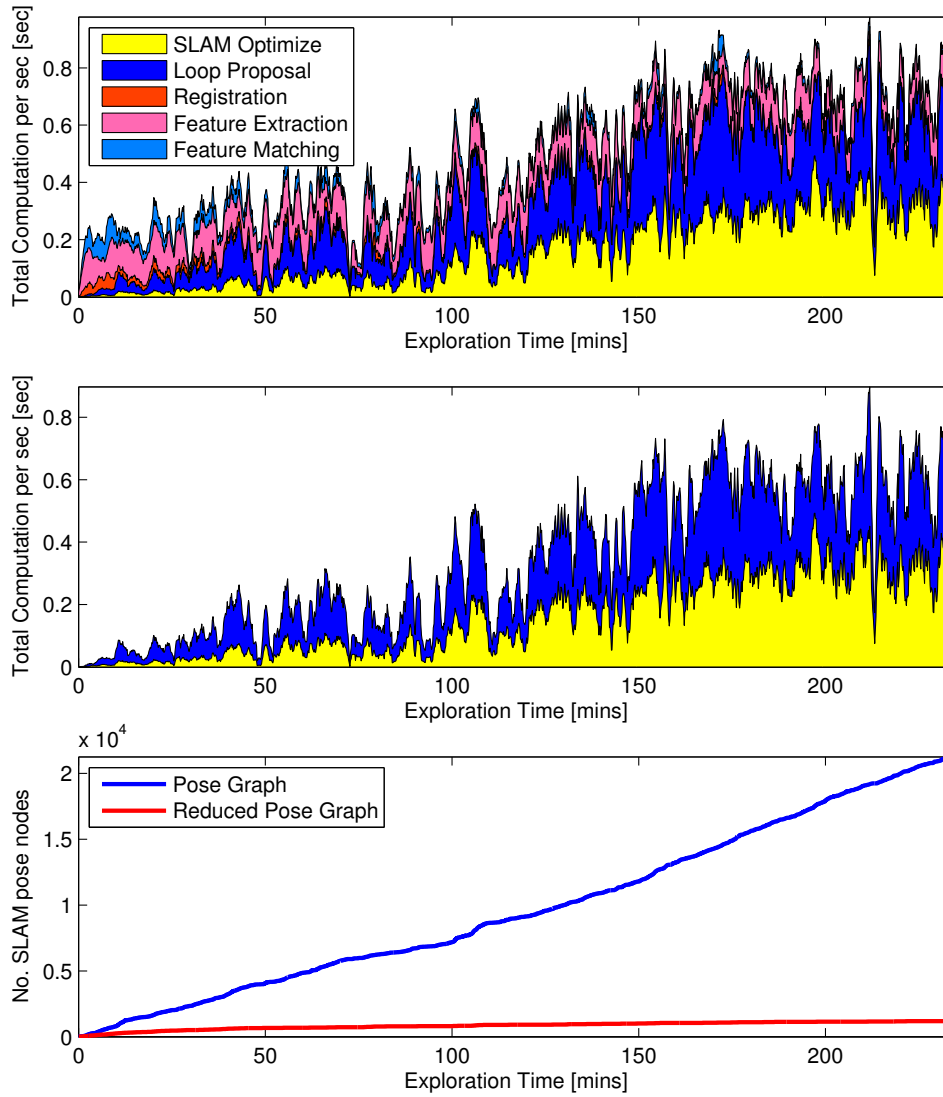 Total Computation per sec [sec]
0.8
0.6
0.4
0.2
0
SLAM Optimize
Loop Proposal
Registration
Feature Extraction
Feature Matching
0 50 100 150 200
Exploration Time [mins]
Total Computation per sec [sec]
0.8
0.6
0.4
0.2
0
0 50 100 150 200
Exploration Time [mins]
x 10^4
No. SLAM pose nodes
2
1.5
1
0.5
0
Pose Graph
Reduced Pose Graph
0 50 100 150 200
Exploration Time [mins]